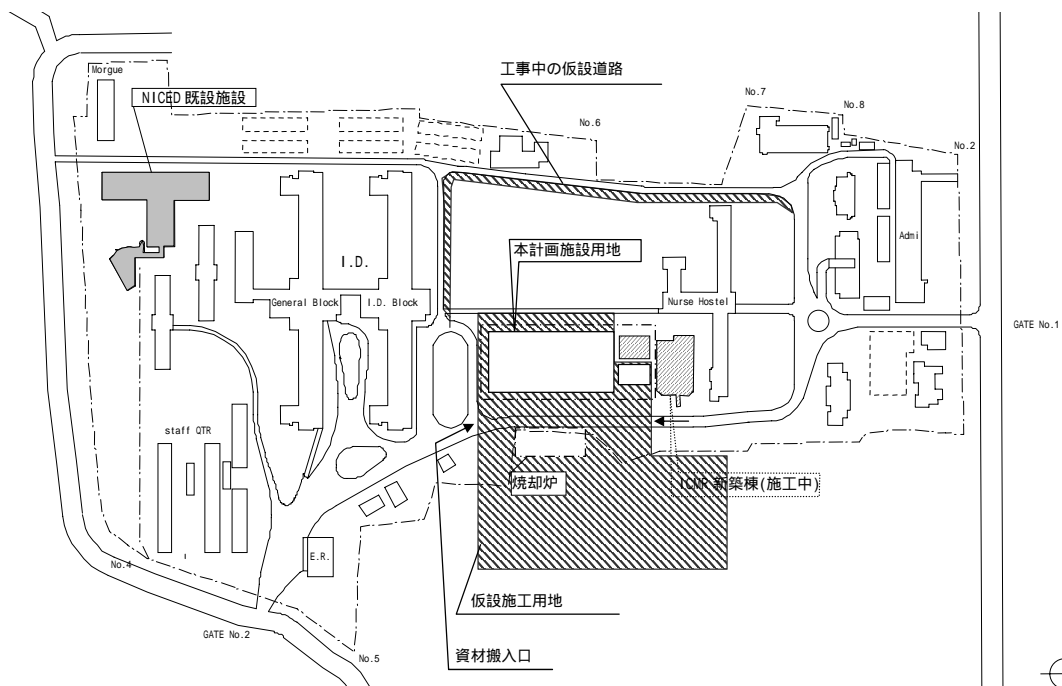 工事中の仮設道路
Morgue
NICED 既設施設
No.7
No.8
No.6
No.2
本計画施設用地
I.D.
Admi
General Block
I.D. Block
Nurse Hostel
GATE No.1
staff QTR
焼却炉
ICMR 新築棟(施工中)
E.R.
No.4
仮設施工用地
GATE No.2
資材搬入口
No.5